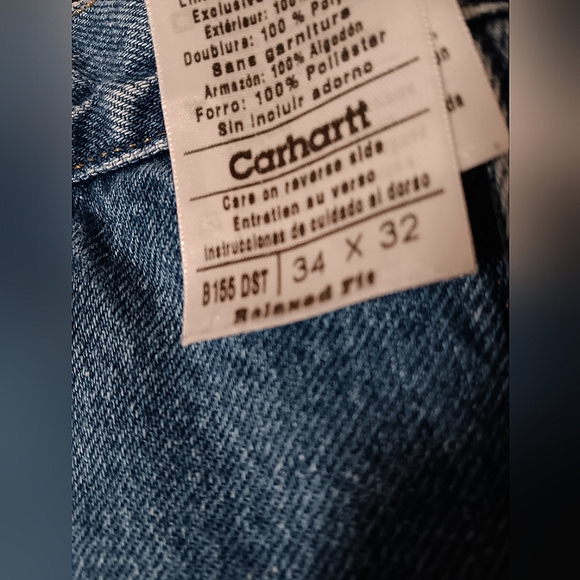 Exclusive
Extérieur: 100
Doublure: 100 % Poly
Sans garniture
Armazón: 100% Algodón
Forro: 100% Poliéster
Sin incluir adorno
Carhartt
Care on reverse side
Entretien au verso
Instrucciones de cuidado al dorso
B155 DST 34 X 32
Relaxed Fit